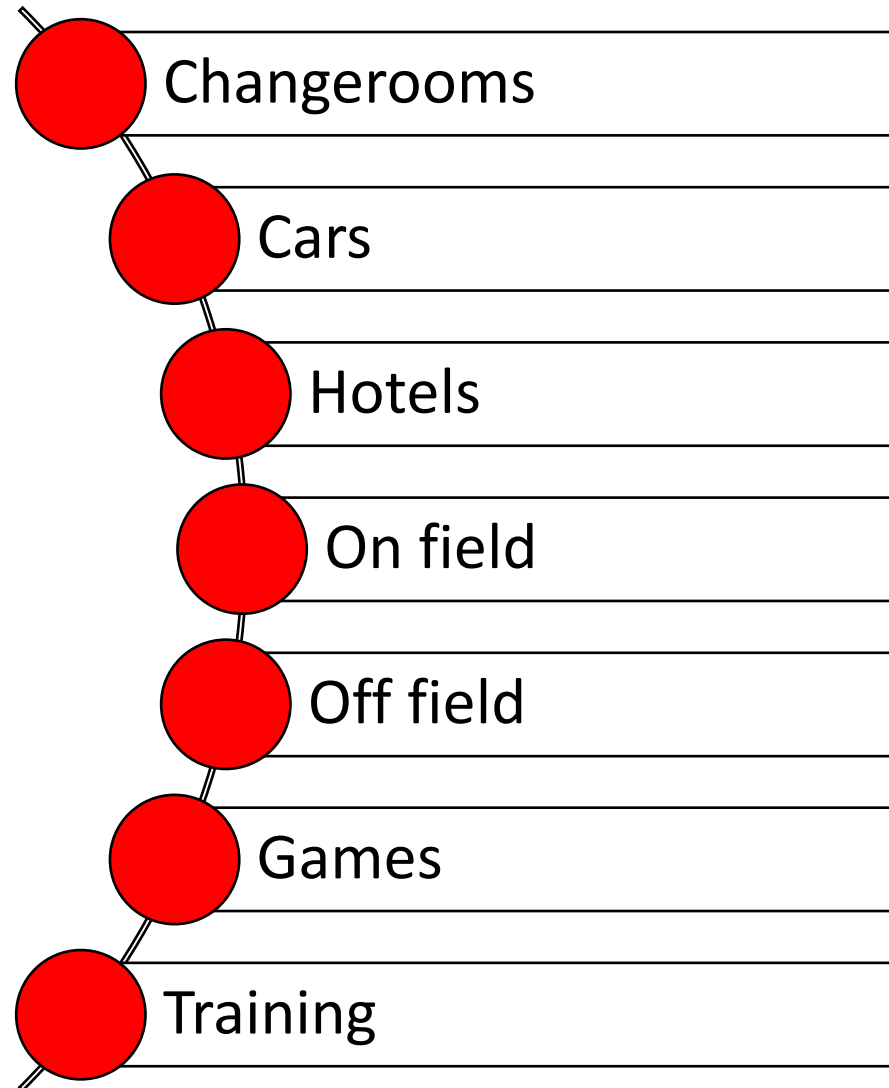 Changerooms
Cars
Hotels
On field
Off field
Games
Training